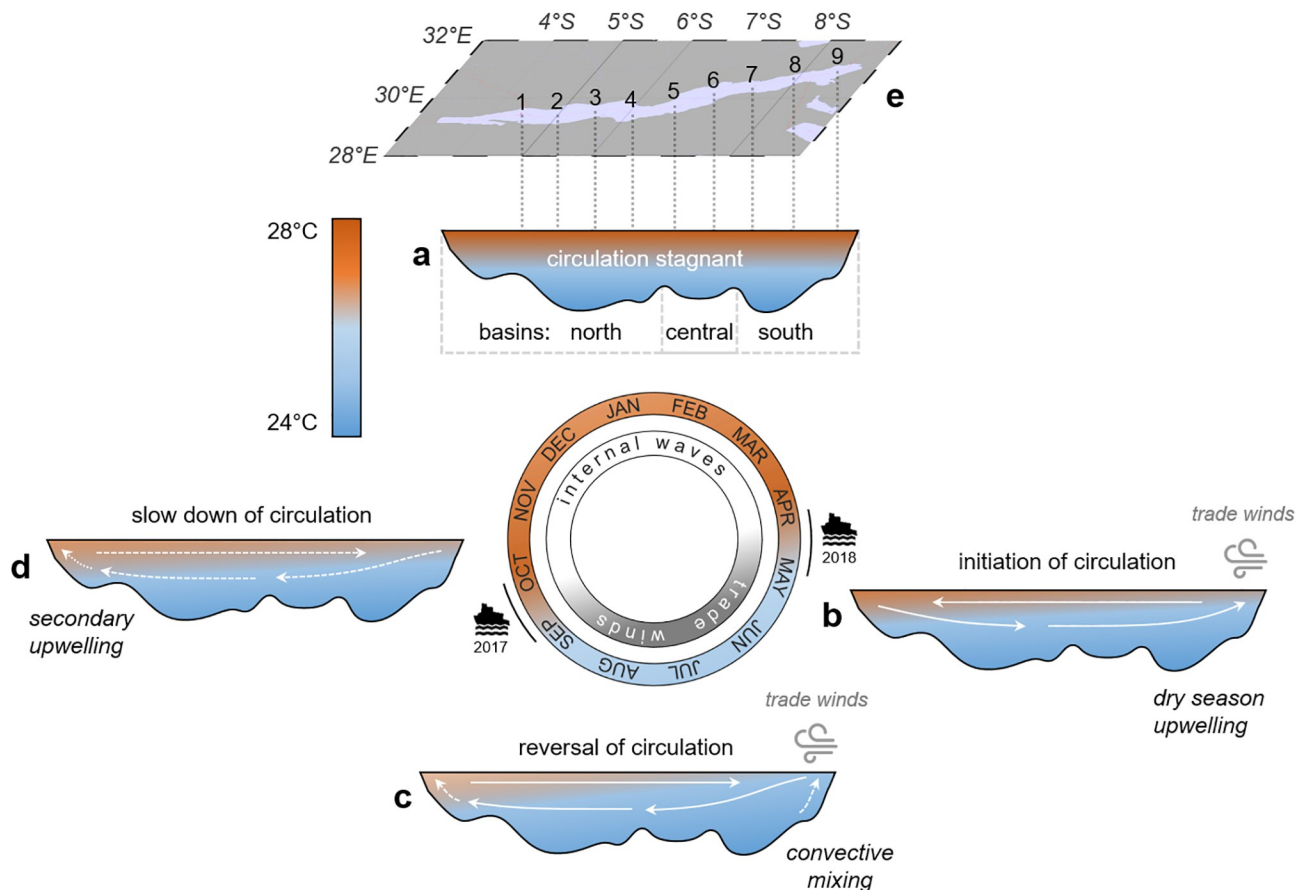 4°S 5°S 6°S 7°S 8°S
32°E
30°E
28°E
1 2 3 4 5 6 7 8 9
e
28°C
24°C
a
circulation stagnant
basins: north central south
JAN FEB MAR APR MAY JUN JUL AUG SEP OCT NOV DEC
internal waves
trade winds
2018
2017
slow down of circulation
d
secondary
upwelling
trade winds
initiation of circulation
b
dry season
upwelling
trade winds
reversal of circulation
c
convective
mixing